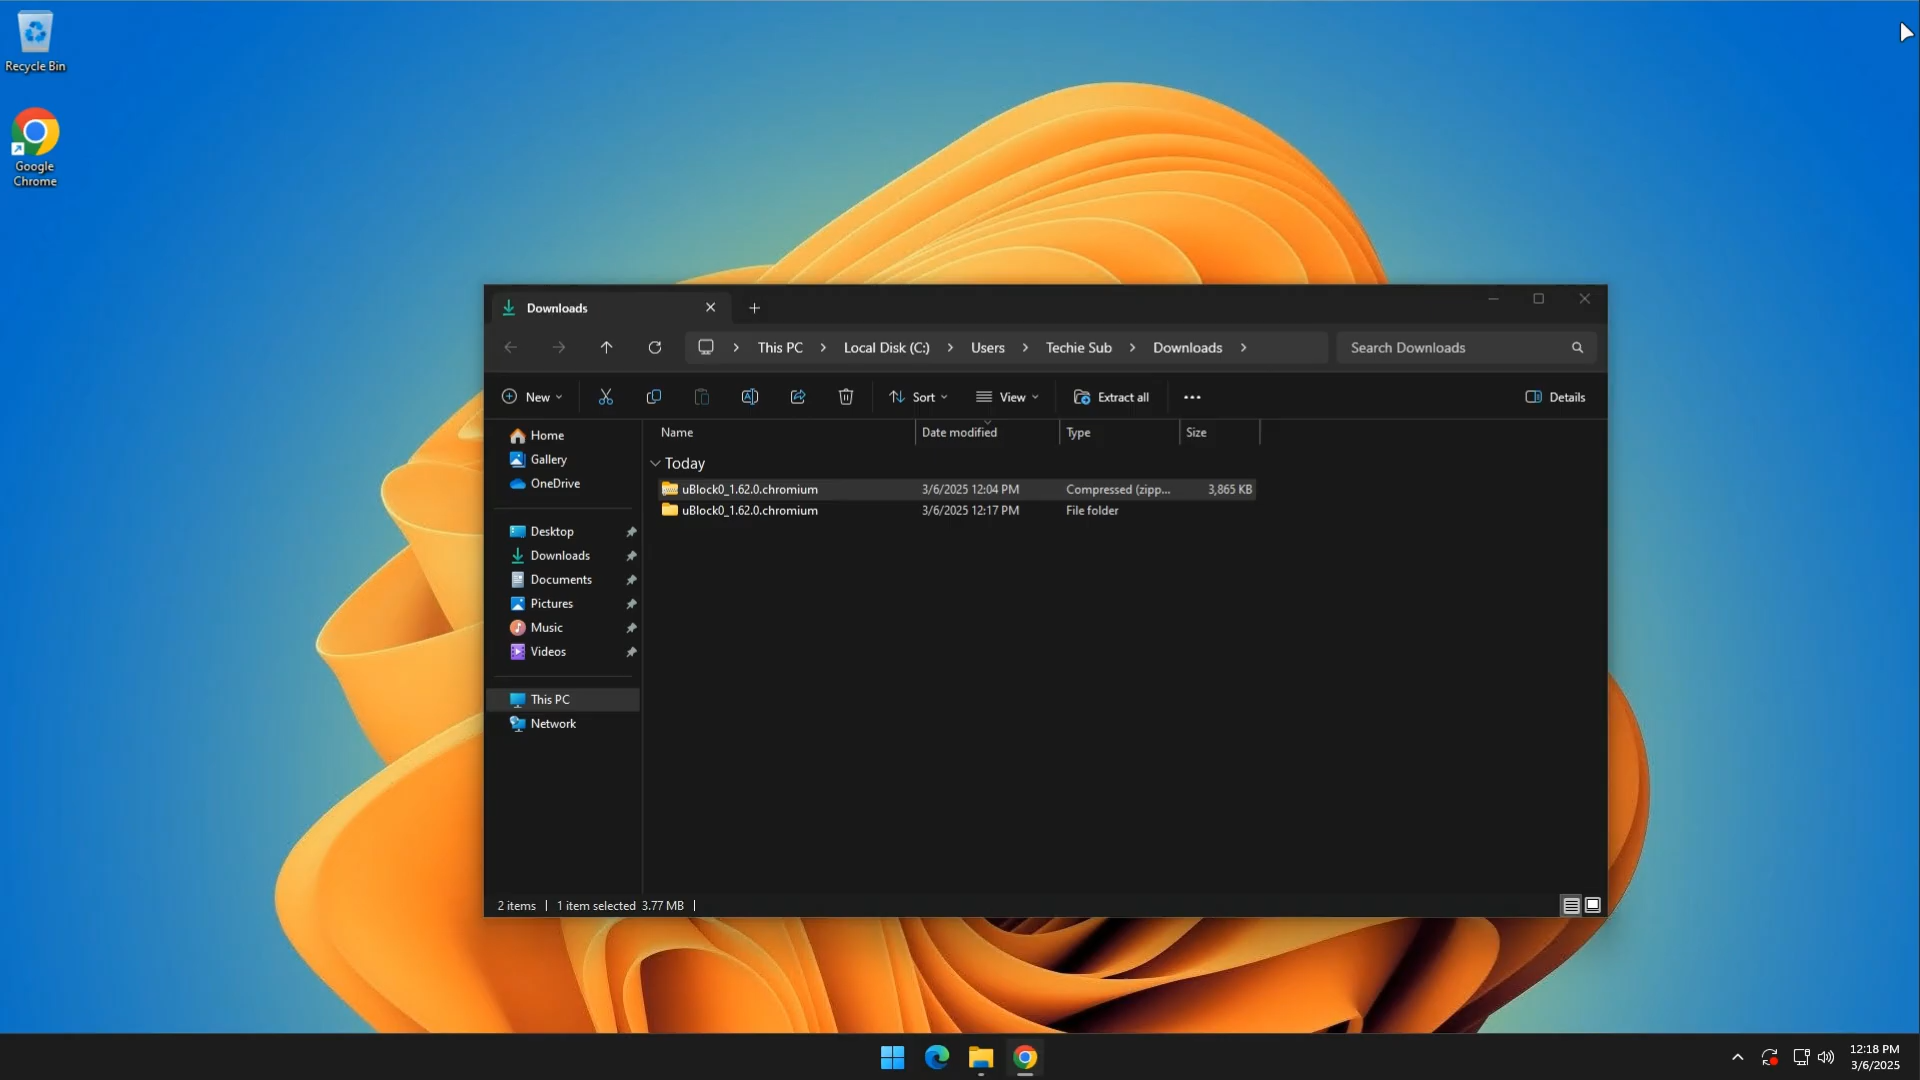 Recycle Bin
Google
Chrome
Downloads
This PC
Local Disk (C:)
Users
Techie Sub
Downloads
Search Downloads
New
Sort
View
Extract all
Details
Home
Gallery
OneDrive
Desktop
Downloads
Documents
Pictures
Music
Videos
This PC
Network
Name Date modified Type Size
Today
uBlock0_1.62.0.chromium 3/6/2025 12:04 PM Compressed (zipp... 3,865 KB
uBlock0_1.62.0.chromium 3/6/2025 12:17 PM File folder
2 items 1 item selected 3.77 MB
12:18 PM
3/6/2025